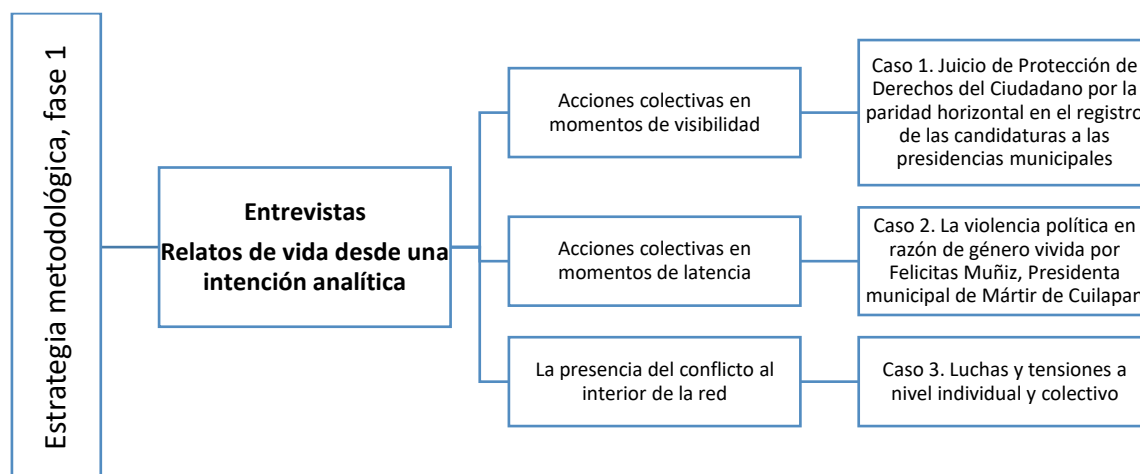 Estrategia metodológica, fase 1
Entrevistas
Relatos de vida desde una
intención analítica
Acciones colectivas en
momentos de visibilidad
Caso 1. Juicio de Protección de
Derechos del Ciudadano por la
paridad horizontal en el registro
de las candidaturas a las
presidencias municipales
Acciones colectivas en
momentos de latencia
Caso 2. La violencia política en
razón de género vivida por
Felicitas Muñiz, Presidenta
municipal de Mártir de Cuilapan
La presencia del conflicto al
interior de la red
Caso 3. Luchas y tensiones a
nivel individual y colectivo